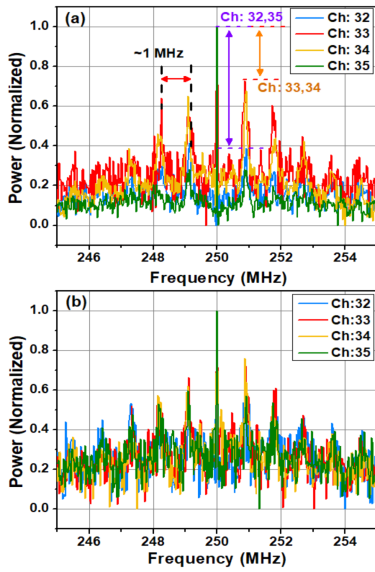 (a)
Ch: 32,35
Ch: 32
Ch: 33
Ch: 34
Ch: 35
~1 MHz
Ch: 33,34
Power (Normalized)
1.0
0.8
0.6
0.4
0.2
0.0
246 248 250 252 254
Frequency (MHz)
(b)
Ch:32
Ch:33
Ch:34
Ch:35
Power (Normalized)
1.0
0.8
0.6
0.4
0.2
0.0
246 248 250 252 254
Frequency (MHz)